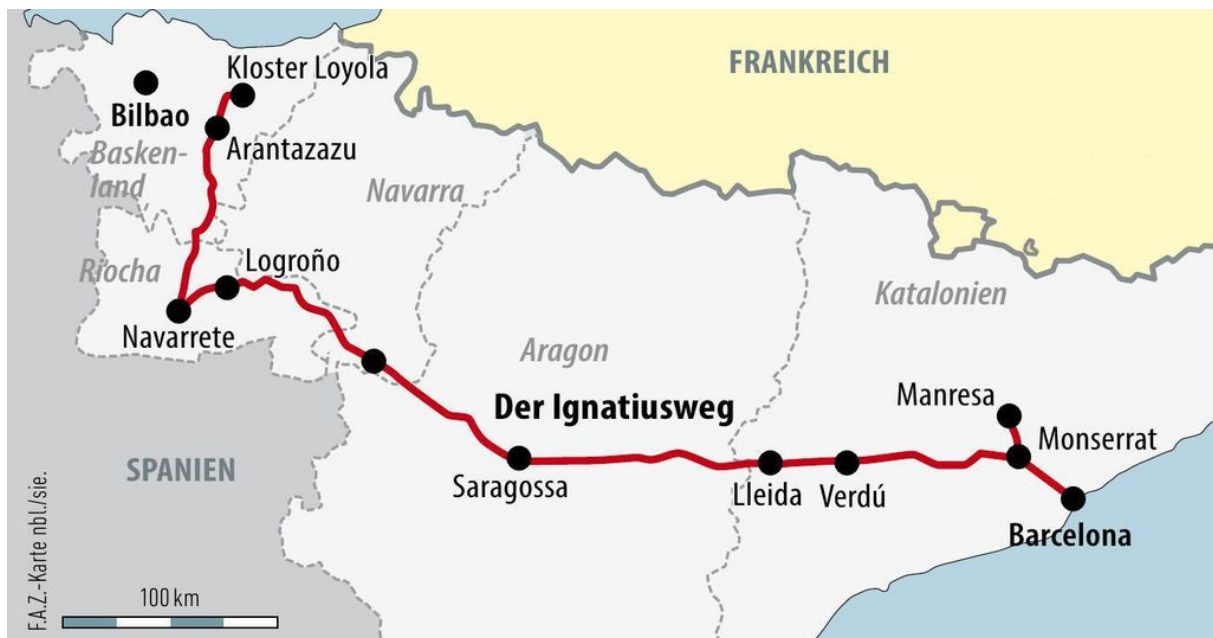 FRANKREICH
Kloster Loyola
Bilbao
Arantazazu
Basken-
land
Navarra
Riocha
Logroño
Navarrete
Katalonien
Aragon
Der Ignatiusweg
Manresa
Monserrat
SPANIEN
Saragossa
Lleida
Verdú
Barcelona
100 km
F.A.Z.-Karte nbl./sie.